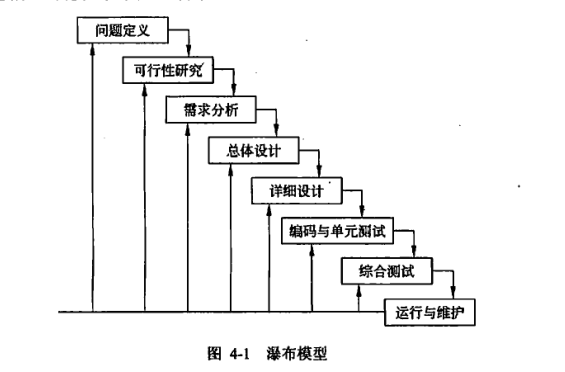 问题定义
可行性研究
需求分析
总体设计
详细设计
编码与单元测试
综合测试
运行与维护
图 4-1 瀑布模型